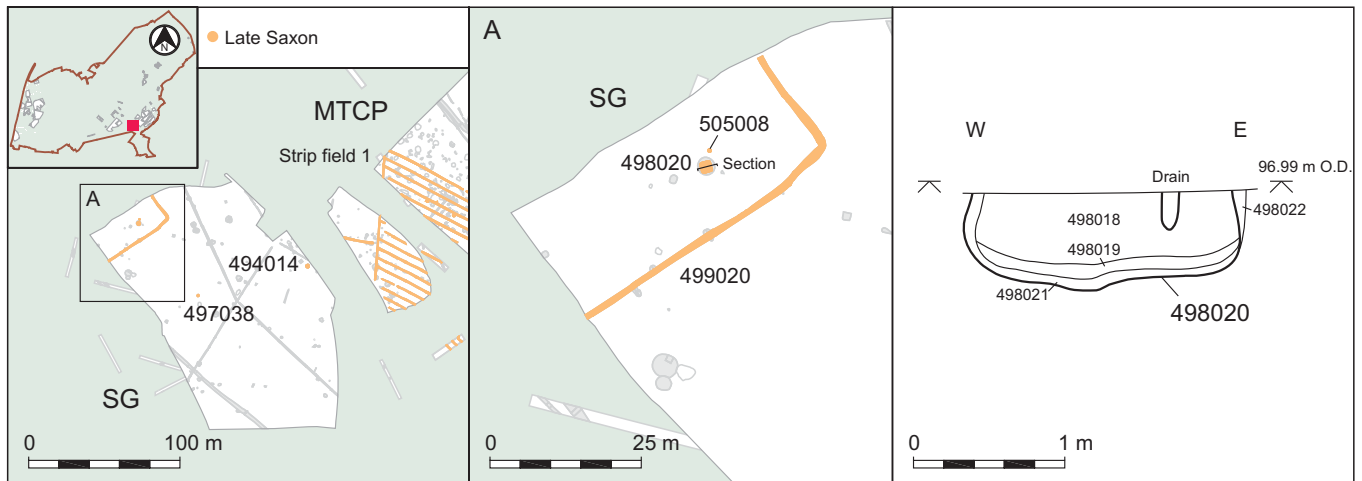 N
Late Saxon
MTCP
Strip field 1
A
494014
497038
SG
0 100 m
A
SG
505008
498020 Section
499020
0 25 m
W E
96.99 m O.D.
Drain
498018
498022
498019
498021
498020
0 1 m